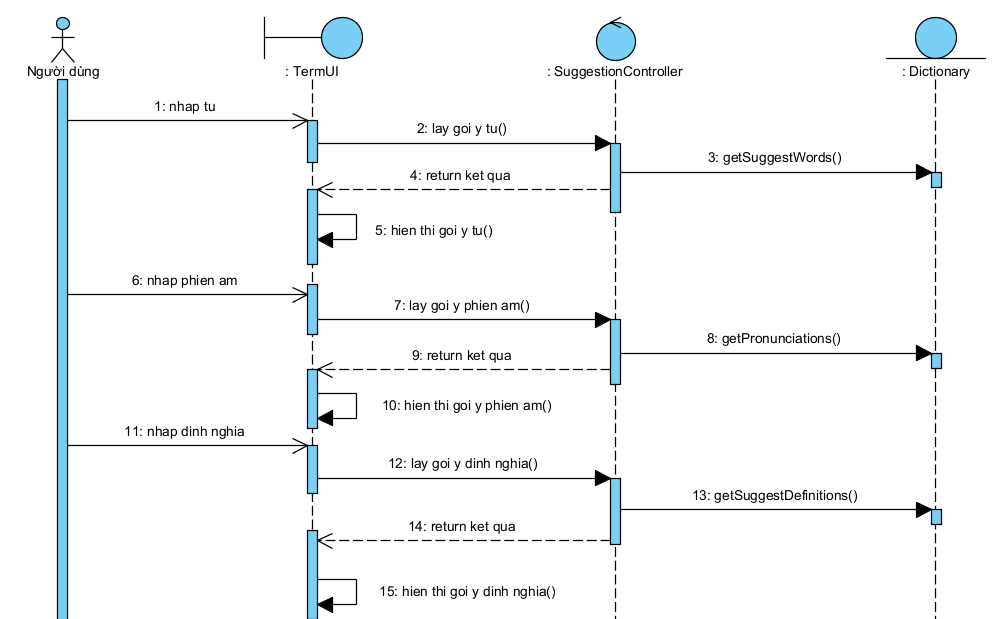 Người dùng
: TermUI
: SuggestionController
: Dictionary
1: nhap tu
2: lay goi y tu()
3: getSuggestWords()
4: return ket qua
5: hien thi goi y tu()
6: nhap phien am
7: lay goi y phien am()
8: getPronunciations()
9: return ket qua
10: hien thi goi y phien am()
11: nhap dinh nghia
12: lay goi y dinh nghia()
13: getSuggestDefinitions()
14: return ket qua
15: hien thi goi y dinh nghia()